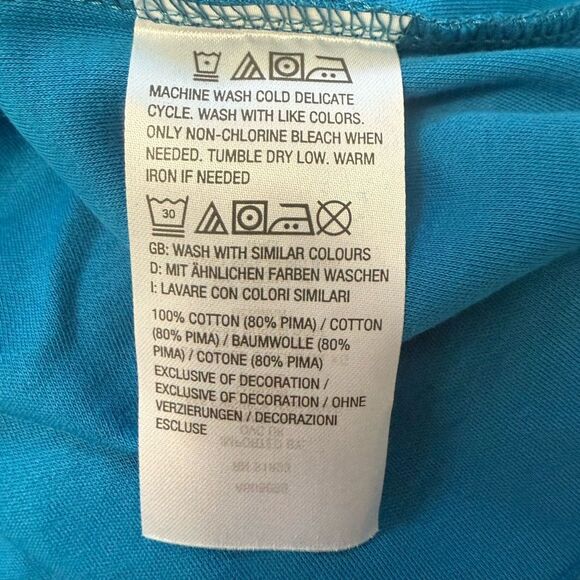 MACHINE WASH COLD DELICATE
CYCLE. WASH WITH LIKE COLORS.
ONLY NON-CHLORINE BLEACH WHEN
NEEDED. TUMBLE DRY LOW. WARM
IRON IF NEEDED
30
GB: WASH WITH SIMILAR COLOURS
D: MIT ÄHNLICHEN FARBEN WASCHEN
I: LAVARE CON COLORI SIMILARI
100% COTTON (80% PIMA) / COTTON
(80% PIMA) / BAUMWOLLE (80%
PIMA) / COTONE (80% PIMA)
EXCLUSIVE OF DECORATION /
EXCLUSIVE OF DECORATION / OHNE
VERZIERUNGEN / DECORAZIONI
ESCLUSE